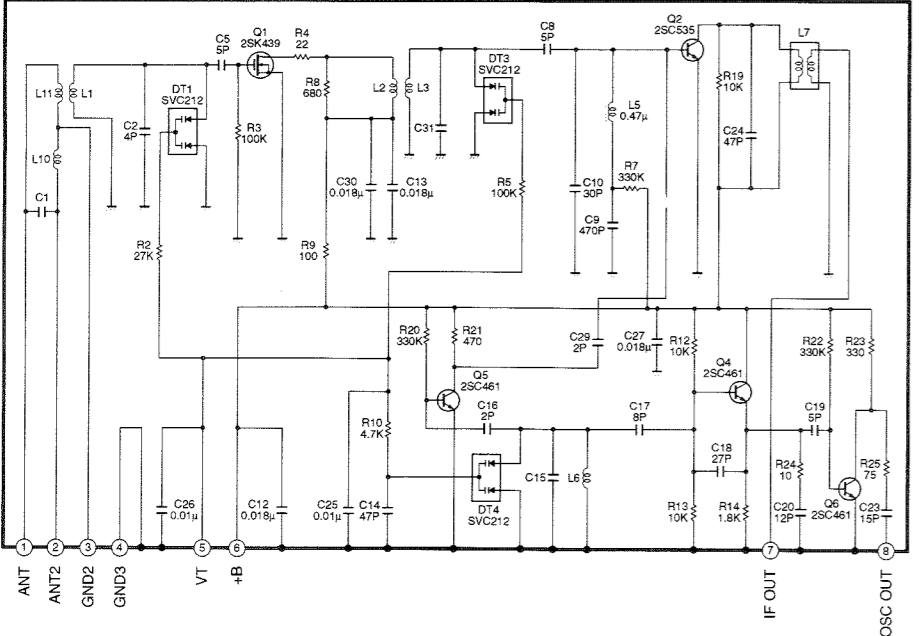 Q1
2SK439
R4
22
C5
5P
L11
L1
C2
4P
DT1
SVC212
R3
100K
L10
C1
R2
27K
R8
680
L2
L3
C30
0.018μ
C13
0.018μ
R9
100
C31
DT3
SVC212
R5
100K
C8
5P
Q2
2SC535
L7
L5
0.47μ
R7
330K
C10
30P
C9
470P
R19
10K
C24
47P
R20
330K
R21
470
Q5
2SC461
C29
2P
C27
0.018μ
R12
10K
Q4
2SC461
R22
330K
R23
330
C16
2P
C17
8P
C18
27P
C19
5P
R10
4.7K
DT4
SVC212
C15
L6
R13
10K
R14
1.8K
R24
10
C20
12P
Q6
2SC461
R25
75
C23
15P
C26
0.01μ
C12
0.018μ
C25
0.01μ
C14
47P
1
2
3
4
5
6
7
8
ANT
ANT2
GND2
GND3
VT
+B
IF OUT
OSC OUT